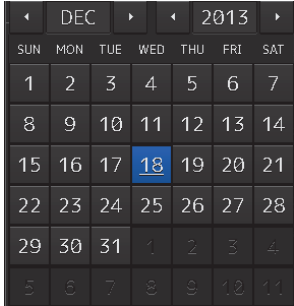 DEC 2013
SUN MON TUE WED THU FRI SAT
1 2 3 4 5 6 7
8 9 10 11 12 13 14
15 16 17 18 19 20 21
22 23 24 25 26 27 28
29 30 31 1 2 3 4
5 6 7 8 9 10 11